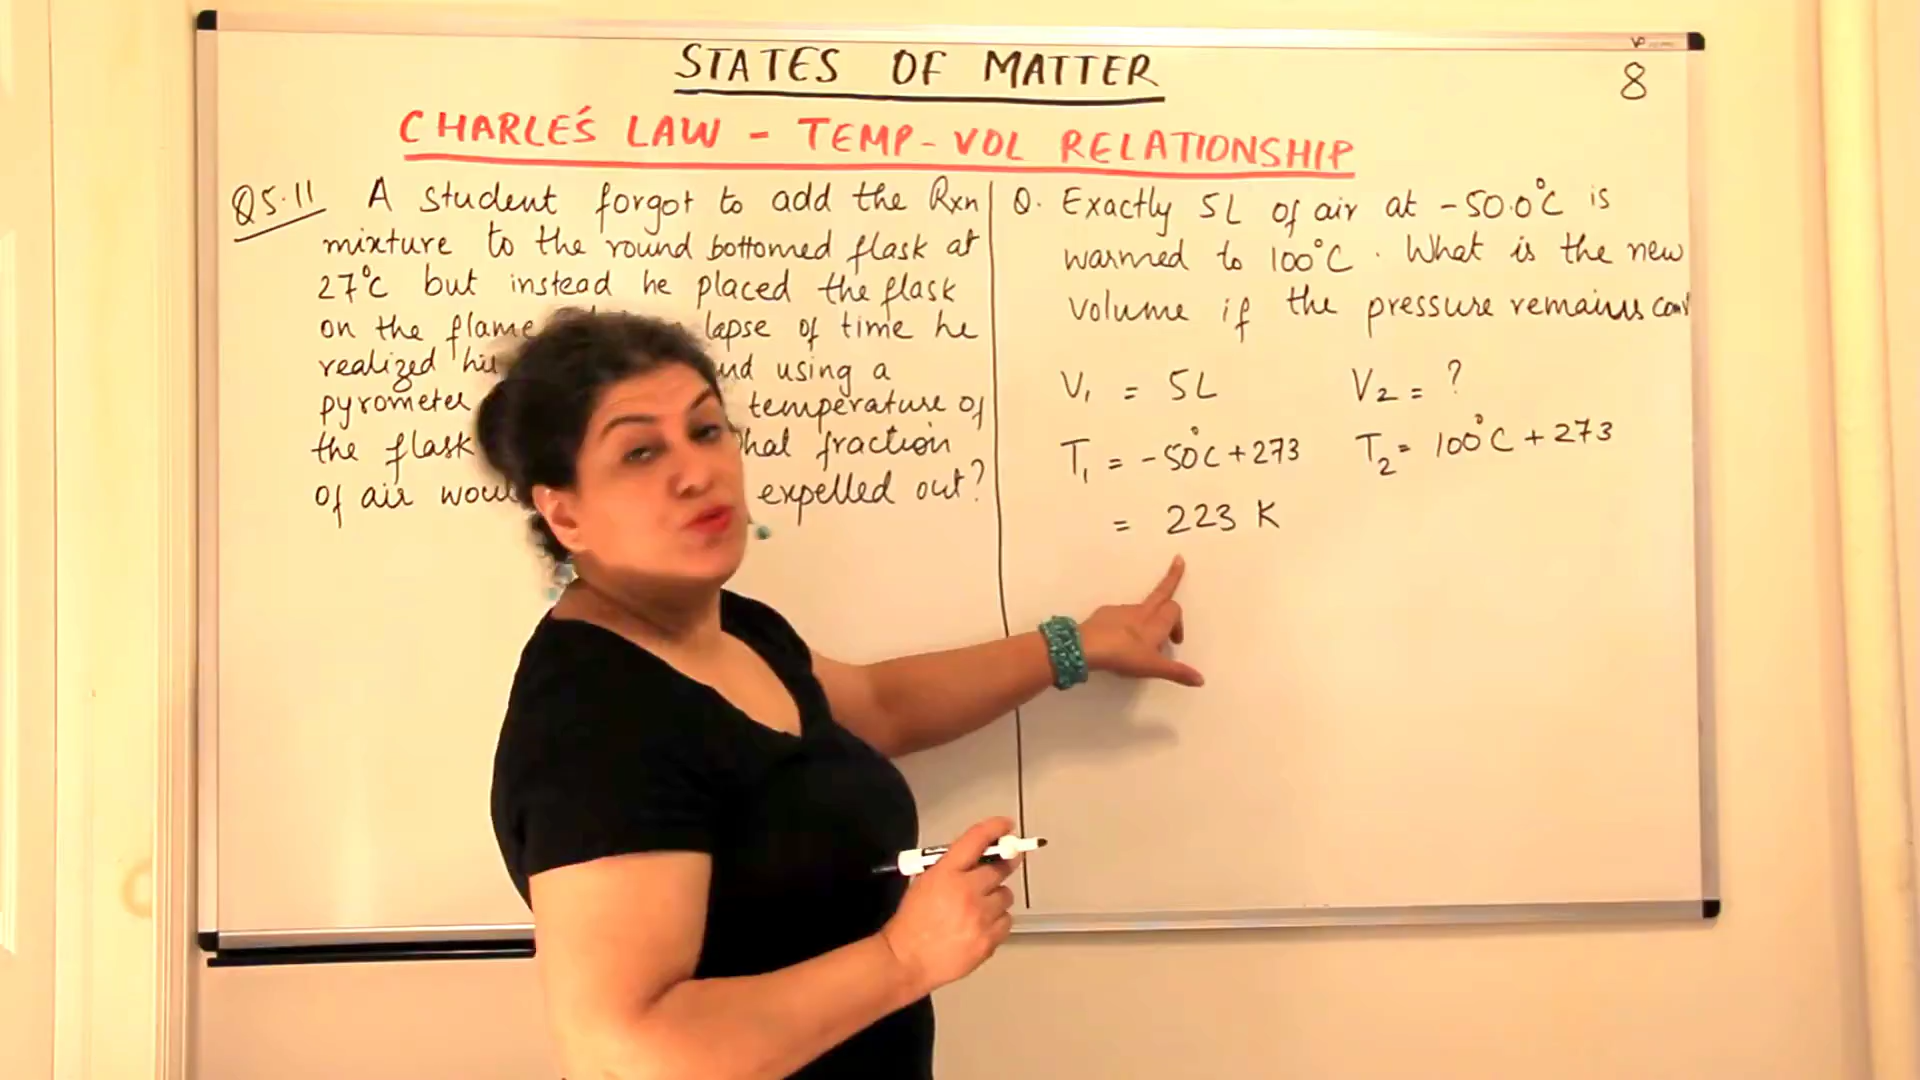 STATES OF MATTER
8
CHARLE'S LAW - TEMP-VOL RELATIONSHIP
Q5.11 A student forgot to add the Rxn
mixture to the round bottomed flask at
27°C but instead he placed the flask
on the flame lapse of time he
realized using a
pyrometer temperature of
the flask fraction
of air expelled out?
Q. Exactly 5L of air at -50.0°C is
warmed to 100°C. What is the new
volume if the pressure remains
V₁ = 5L V₂ = ?
T₁ = -50°C + 273 T₂ = 100°C + 273
= 223 K